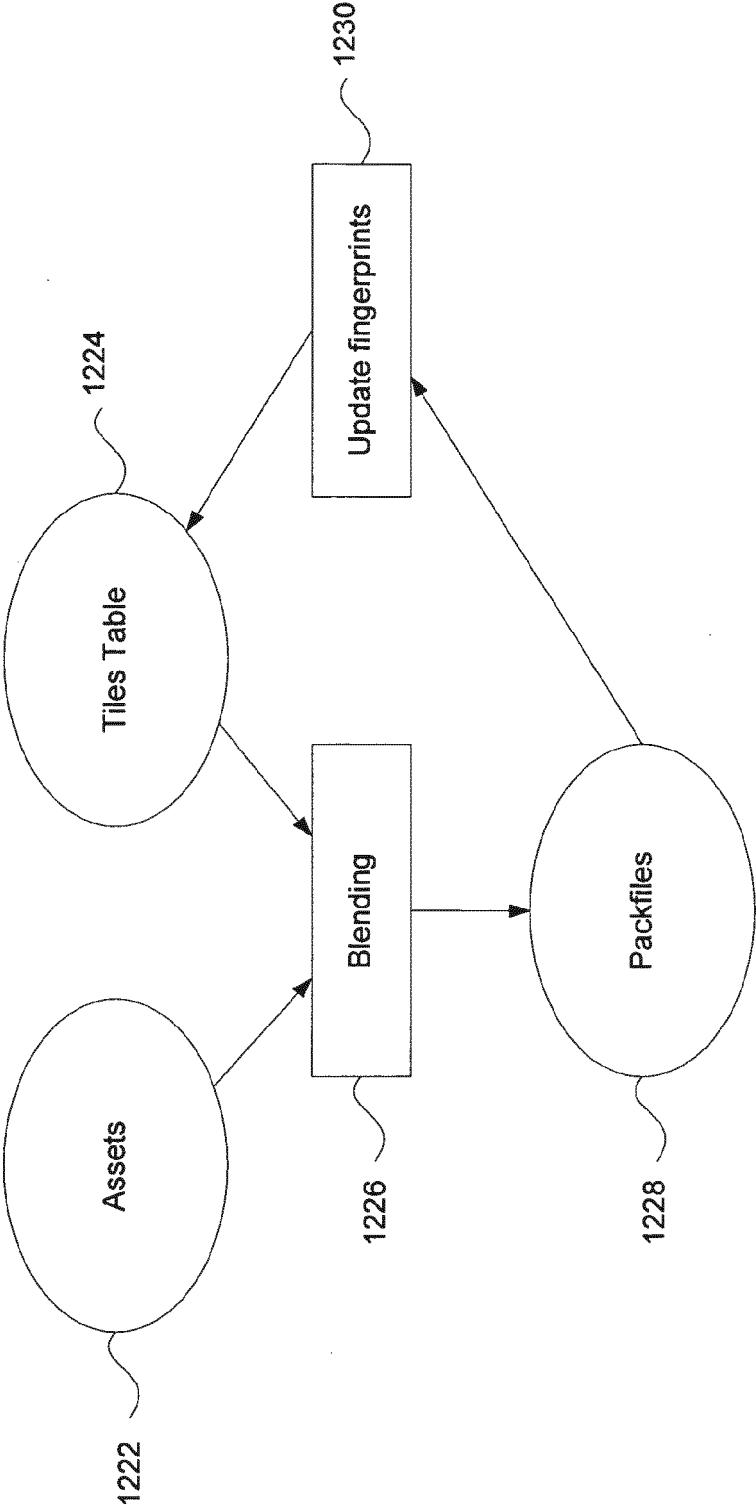 Assets
1222
Tiles Table
1224
Blending
1226
Update fingerprints
1230
Packfiles
1228